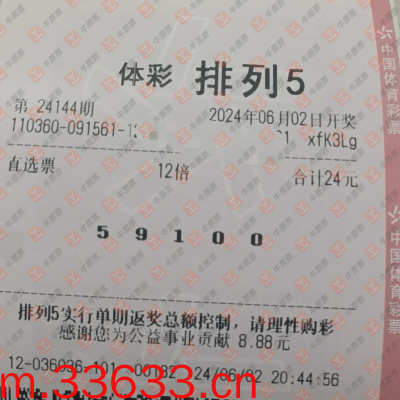 体彩 排列5
第 24144期 2024年06月02日开奖
110360-091561-1 xfK3Lg
直选票 12倍 合计24元
5 9 1 0 0
排列5实行单期返奖总额控制，请理性购彩
感谢您为公益事业贡献 8.88元
12-036036-101 24/06/02 20:44:56
m.33633.cn
中国体育彩票
中国体育彩票